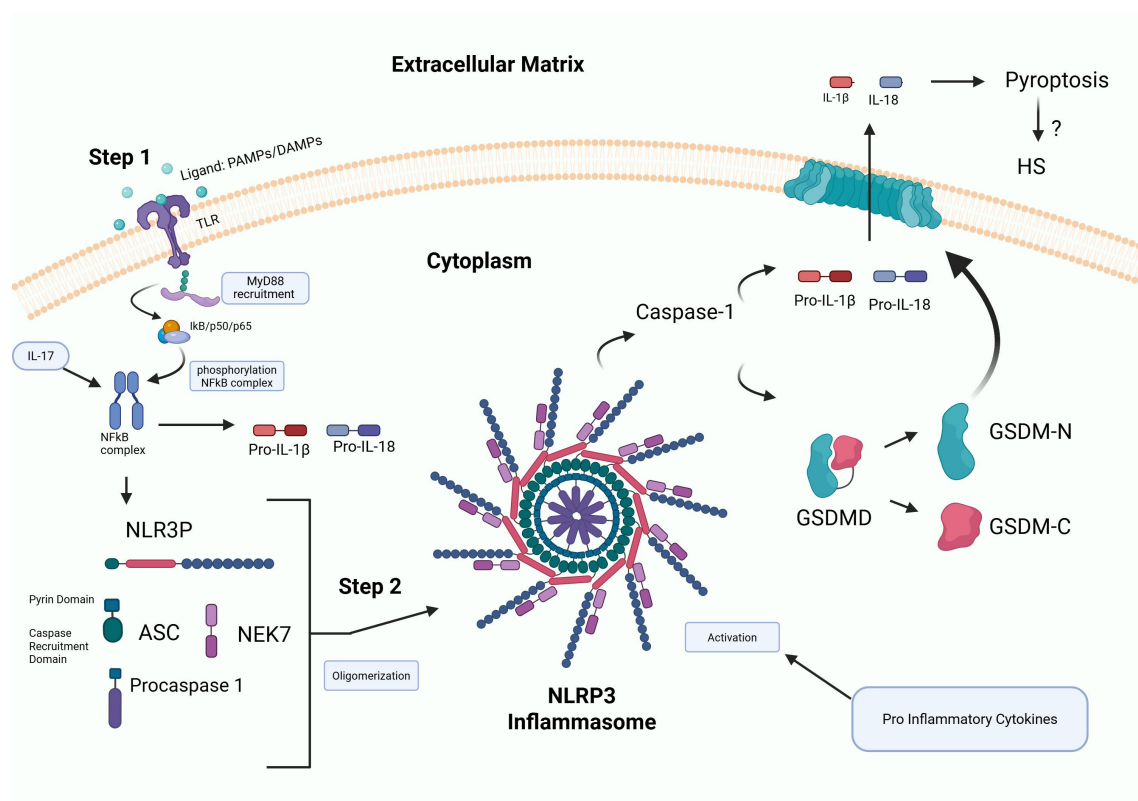 Extracellular Matrix
Step 1
Ligand: PAMPs/DAMPs
TLR
MyD88
recruitment
IkB/p50/p65
IL-17
phosphorylation
NFkB complex
NFkB
complex
Pro-IL-1β
Pro-IL-18
NLR3P
Pyrin Domain
Caspase
Recruitment
Domain
ASC
NEK7
Procaspase 1
Step 2
Oligomerization
Cytoplasm
NLRP3
Inflammasome
Caspase-1
Pro-IL-1β
Pro-IL-18
IL-1β
IL-18
Pyroptosis
?
HS
GSDMD
GSDM-N
GSDM-C
Activation
Pro Inflammatory Cytokines